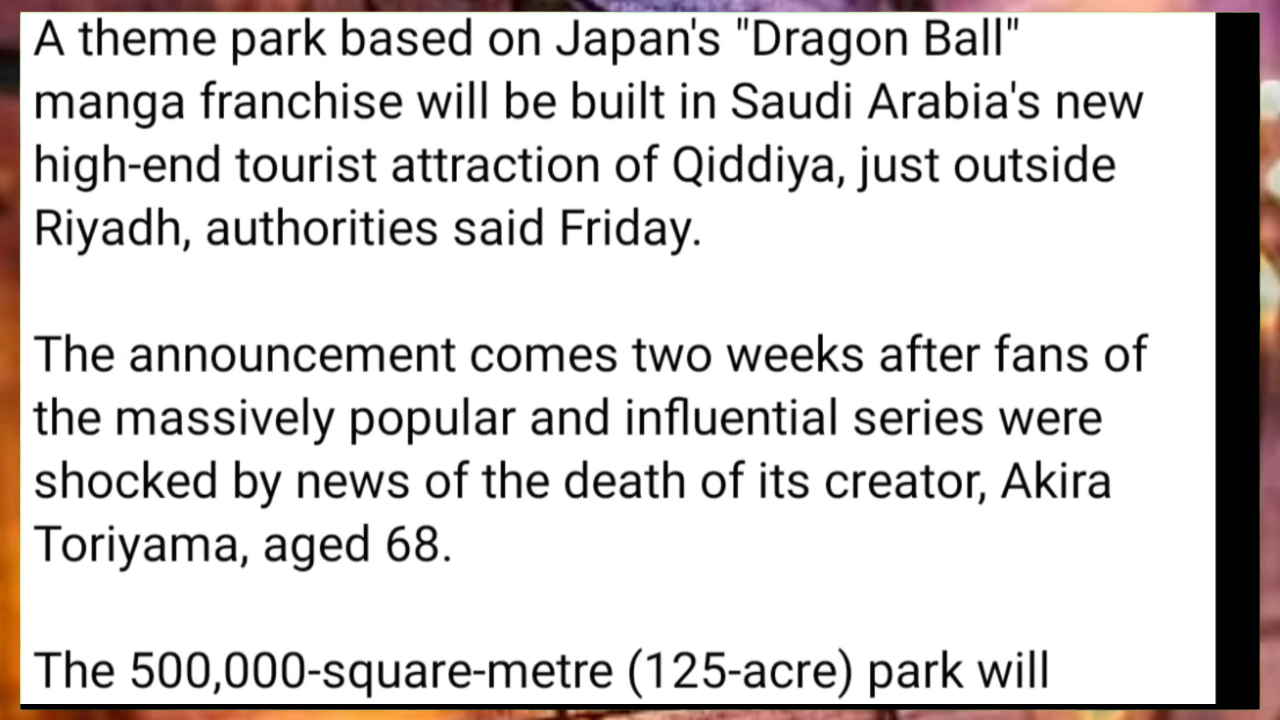 A theme park based on Japan's "Dragon Ball"
manga franchise will be built in Saudi Arabia's new
high-end tourist attraction of Qiddiya, just outside
Riyadh, authorities said Friday.
The announcement comes two weeks after fans of
the massively popular and influential series were
shocked by news of the death of its creator, Akira
Toriyama, aged 68.
The 500,000-square-metre (125-acre) park will